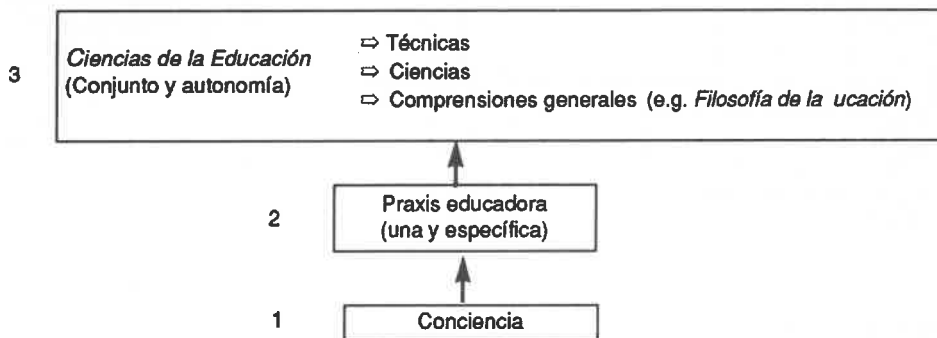 3
Ciencias de la Educación
(Conjunto y autonomía)
⇨ Técnicas
⇨ Ciencias
⇨ Comprensiones generales (e.g. Filosofía de la ucación)
2
Praxis educadora
(una y específica)
1
Conciencia